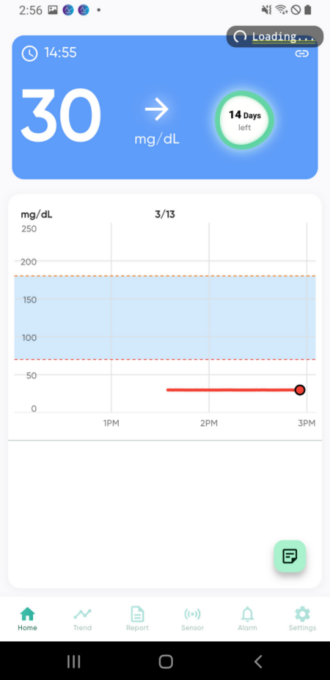 2:56
Loading...
14:55
30
mg/dL
14 Days
left
mg/dL
3/13
250
200
150
100
50
0
1PM
2PM
3PM
Home
Trend
Report
Sensor
Alarm
Settings